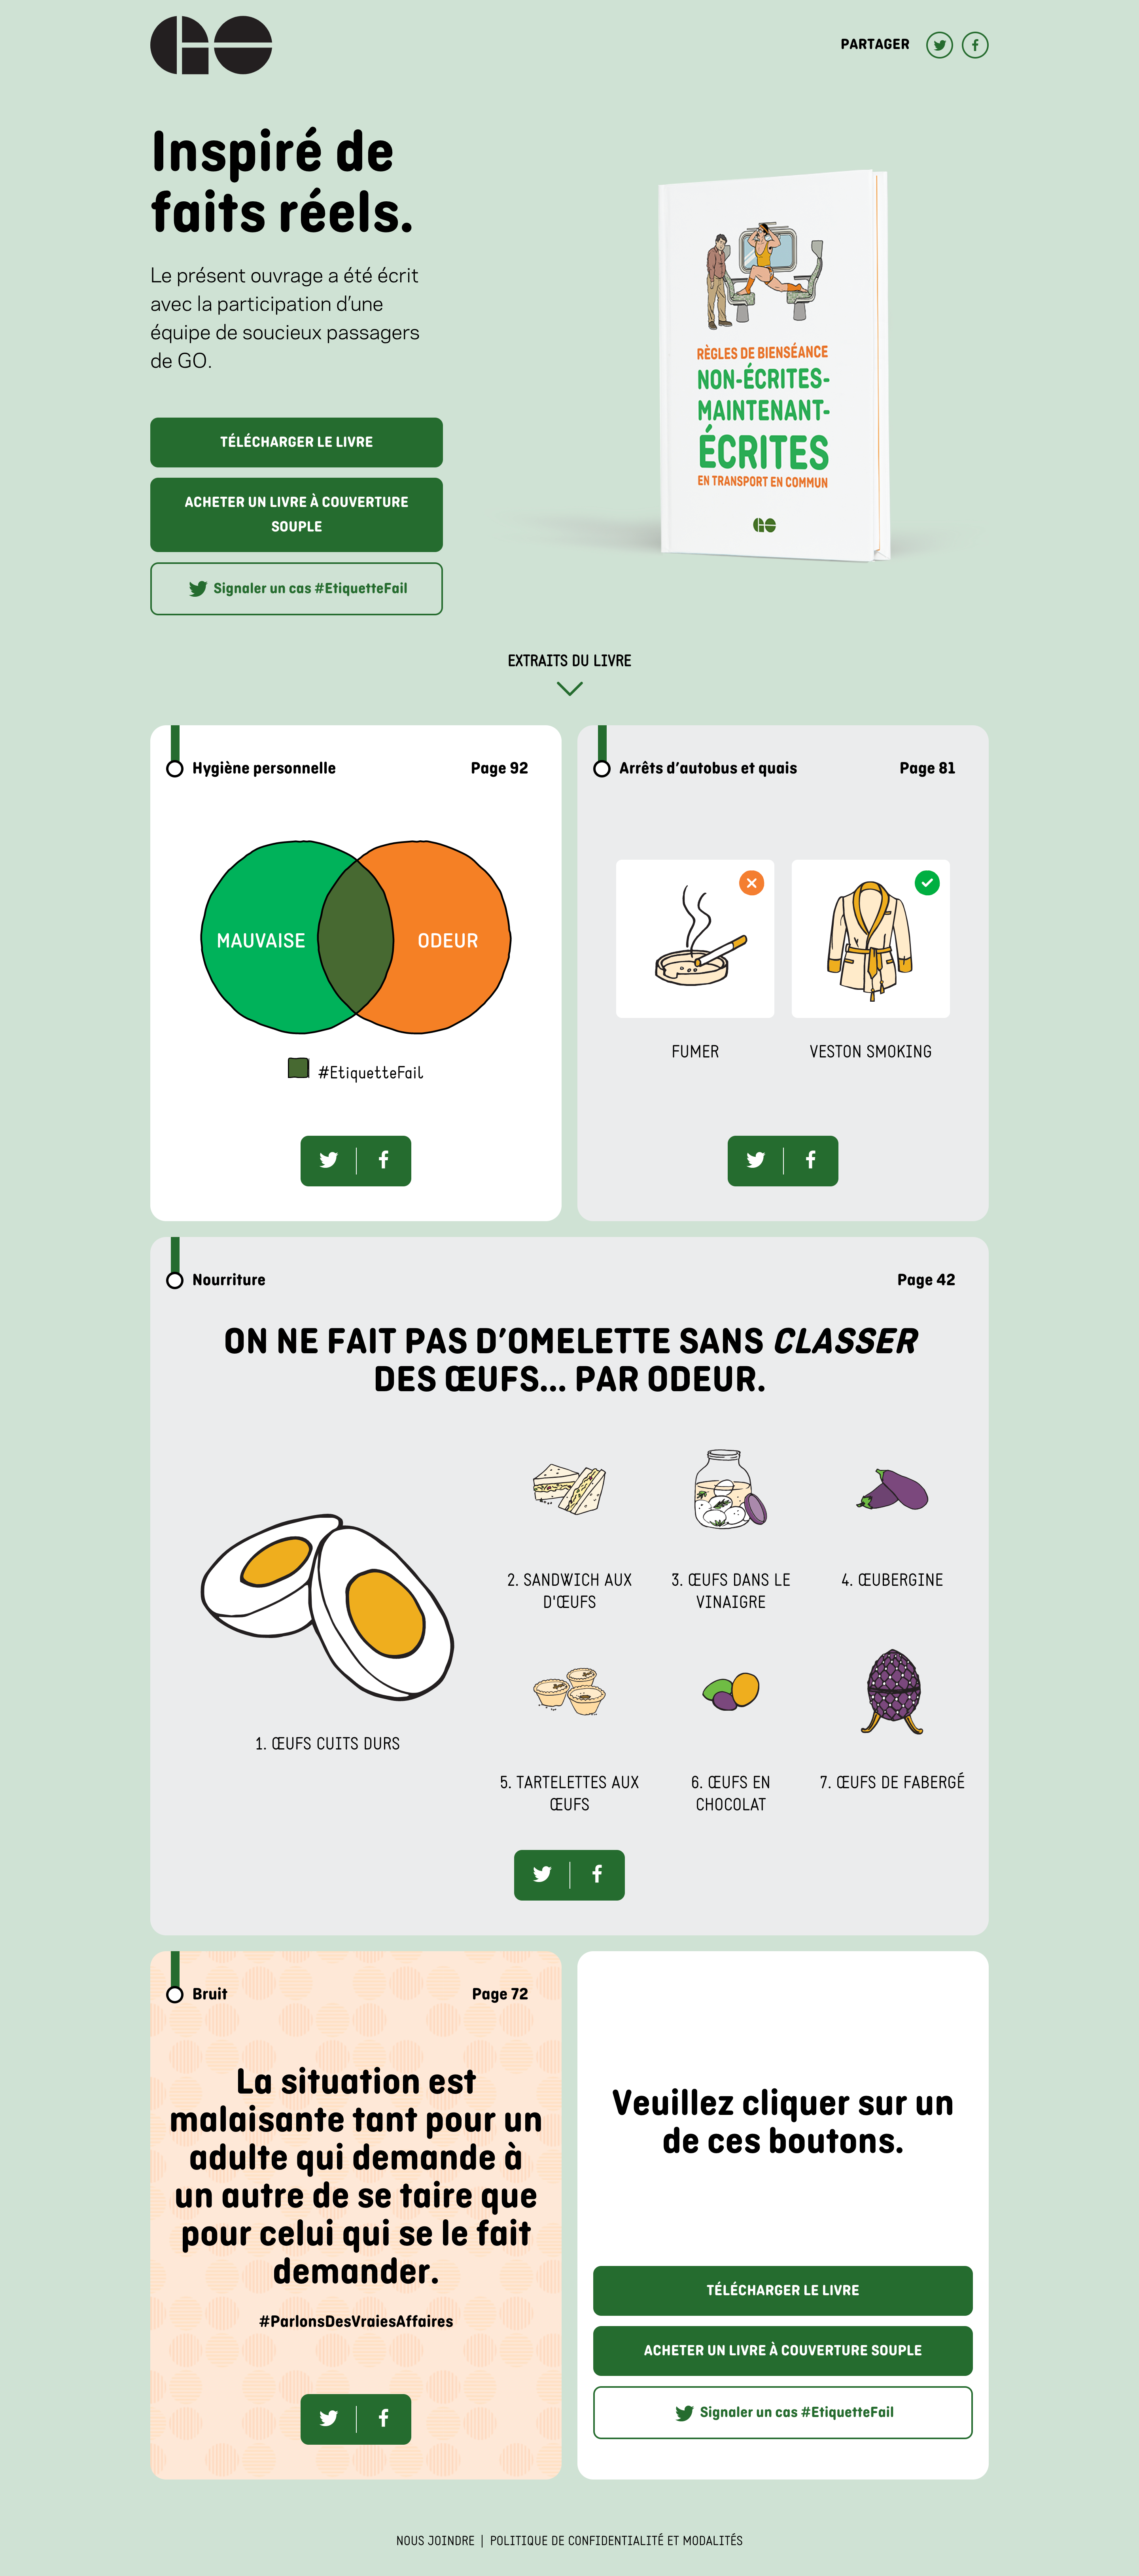 GO
PARTAGER
Inspiré de
faits réels.
Le présent ouvrage a été écrit
avec la participation d’une
équipe de soucieux passagers
de GO.
TÉLÉCHARGER LE LIVRE
ACHETER UN LIVRE À COUVERTURE
SOUPLE
Signaler un cas #EtiquetteFail
RÈGLES DE BIENSÉANCE
NON-ÉCRITES-
MAINTENANT-
ÉCRITES
EN TRANSPORT EN COMMUN
GO
EXTRAITS DU LIVRE
Hygiène personnelle Page 92
MAUVAISE ODEUR
#EtiquetteFail
Arrêts d’autobus et quais Page 81
FUMER VESTON SMOKING
Nourriture Page 42
ON NE FAIT PAS D’OMELETTE SANS CLASSER
DES ŒUFS... PAR ODEUR.
1. ŒUFS CUITS DURS
2. SANDWICH AUX
D'ŒUFS
3. ŒUFS DANS LE
VINAIGRE
4. ŒUBERGINE
5. TARTELETTES AUX
ŒUFS
6. ŒUFS EN
CHOCOLAT
7. ŒUFS DE FABERGÉ
Bruit Page 72
La situation est
malaisante tant pour un
adulte qui demande à
un autre de se taire que
pour celui qui se le fait
demander.
#ParlonsDesVraiesAffaires
Veuillez cliquer sur un
de ces boutons.
TÉLÉCHARGER LE LIVRE
ACHETER UN LIVRE À COUVERTURE SOUPLE
Signaler un cas #EtiquetteFail
NOUS JOINDRE | POLITIQUE DE CONFIDENTIALITÉ ET MODALITÉS